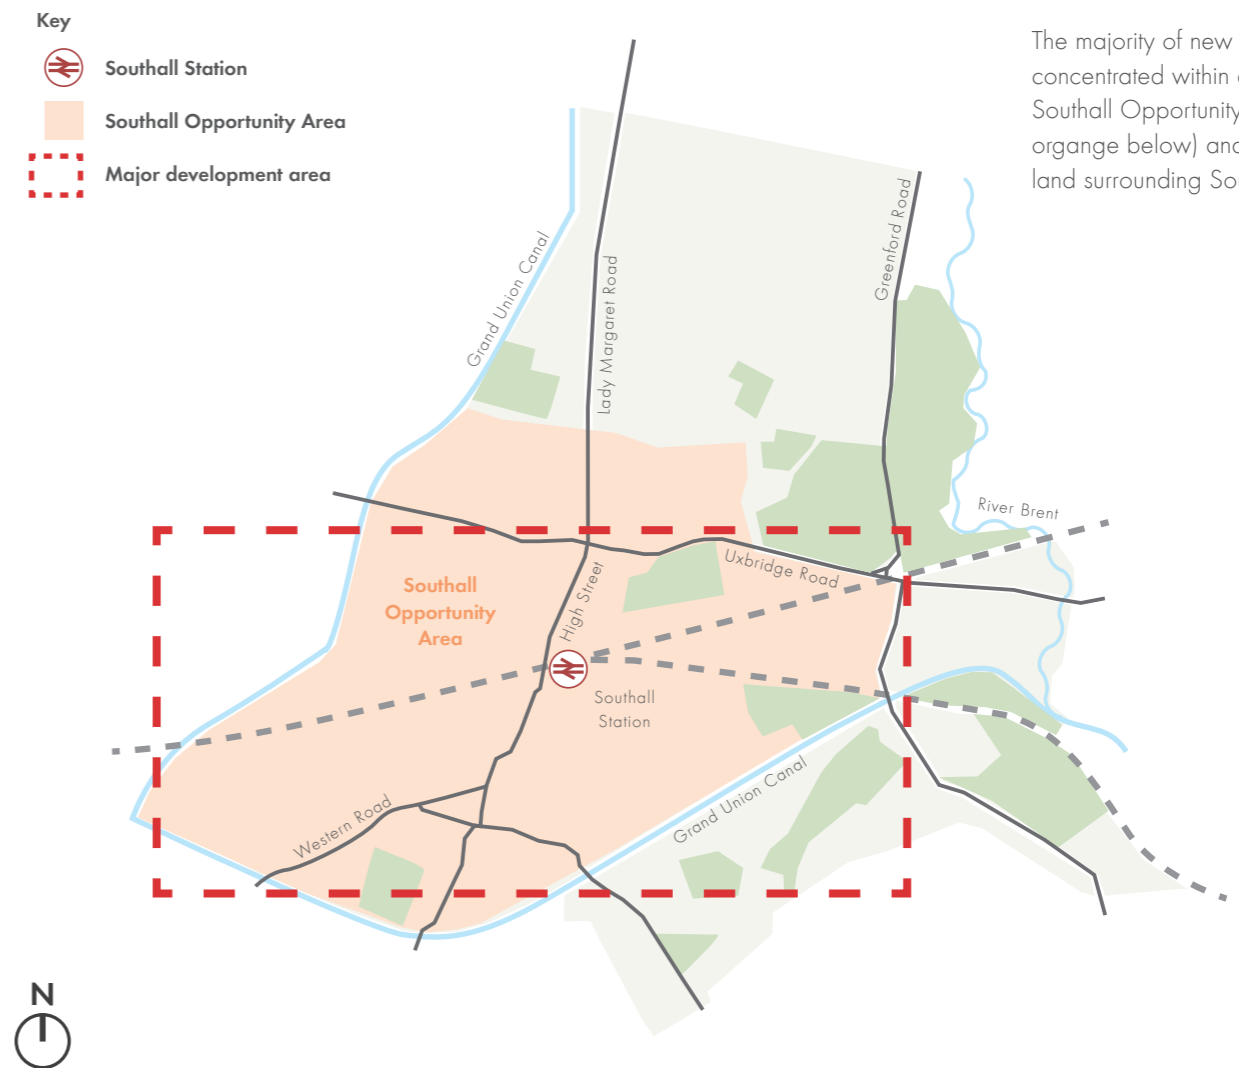 Key
Southall Station
Southall Opportunity Area
Major development area
The majority of new
concentrated within
Southall Opportunity
organge below) and
land surrounding
Grand Union Canal
Lady Margaret Road
Greenford Road
River Brent
Uxbridge Road
High Street
Southall
Opportunity
Area
Southall
Station
Western Road
Grand Union Canal
N